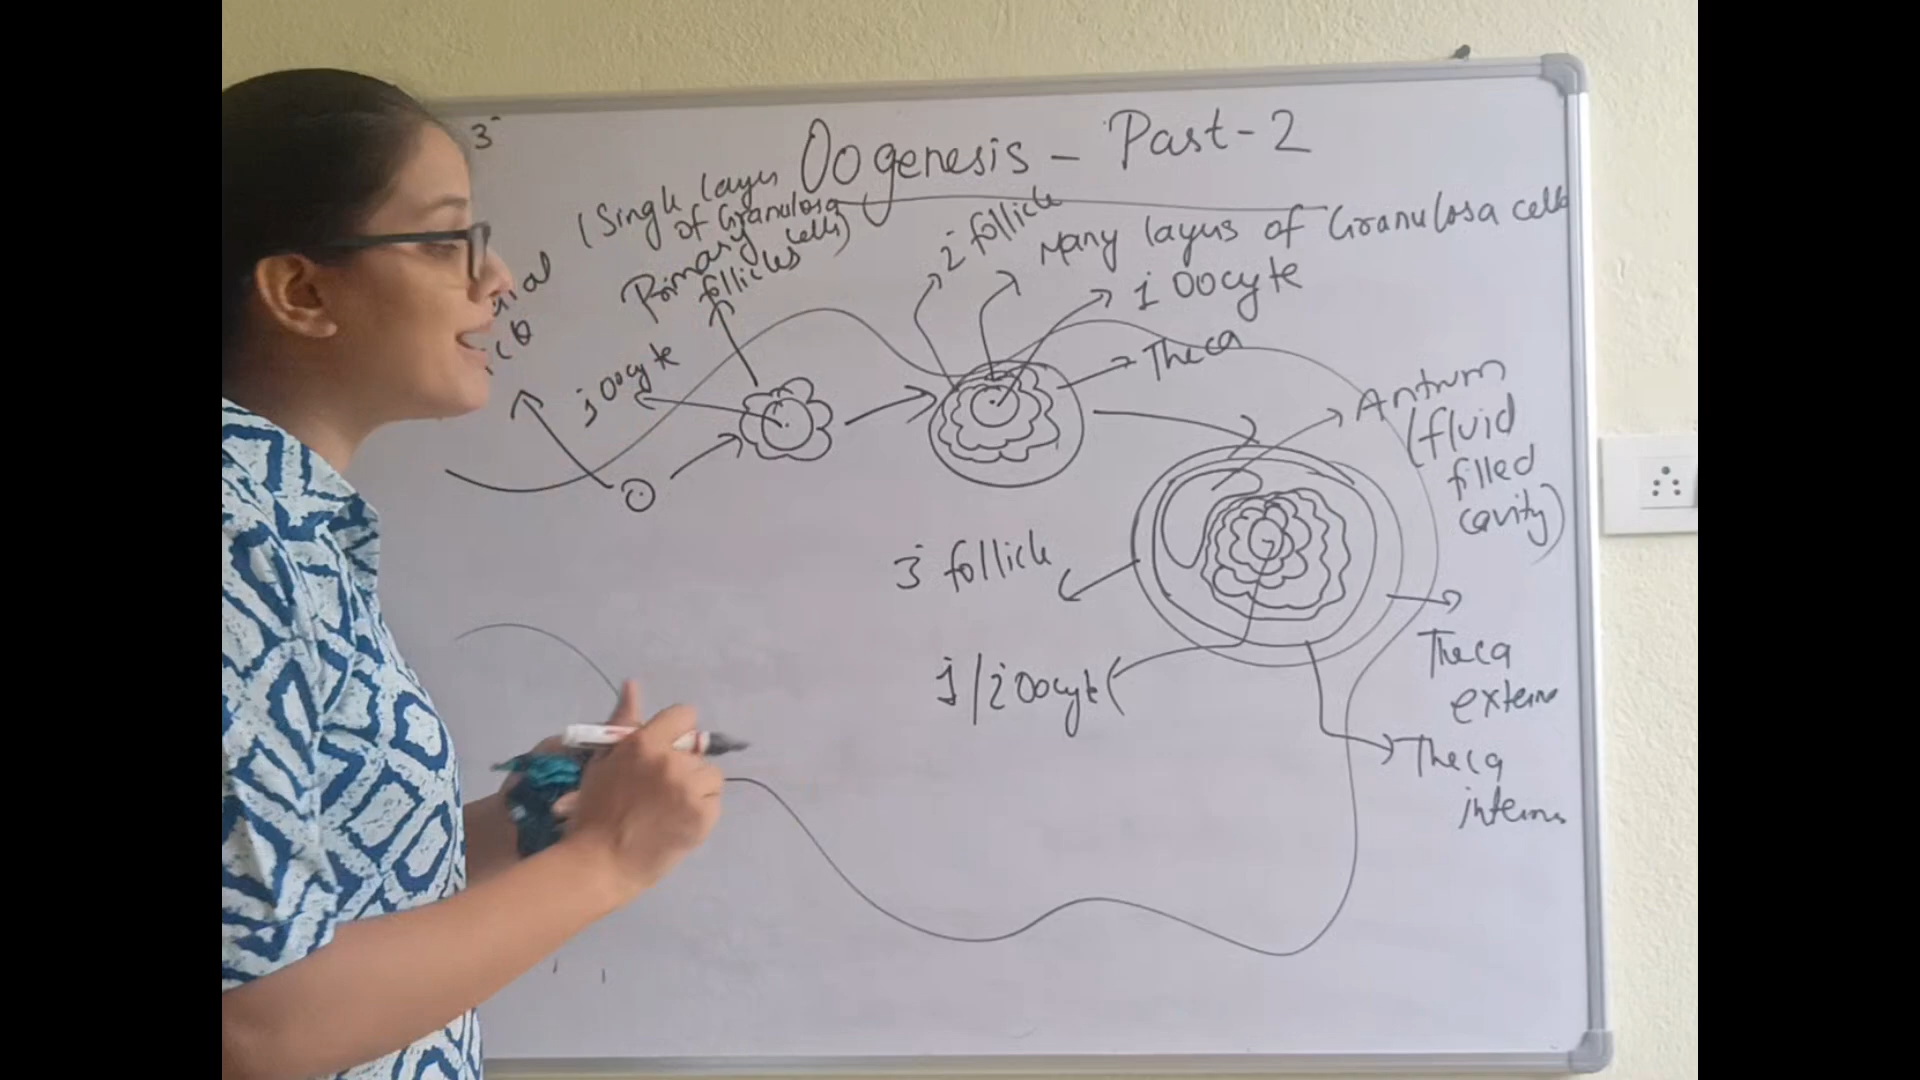 Oogenesis - Part-2
3°
(Single layer
of Granulosa
cells)
Primary
follicles
1° Oocyte
2° follicle
Many layers of Granulosa cells
1° Oocyte
Theca
Antrum
(fluid
filled
cavity)
3° follicle
1°/2° Oocyte
Theca
externa
Theca
interna